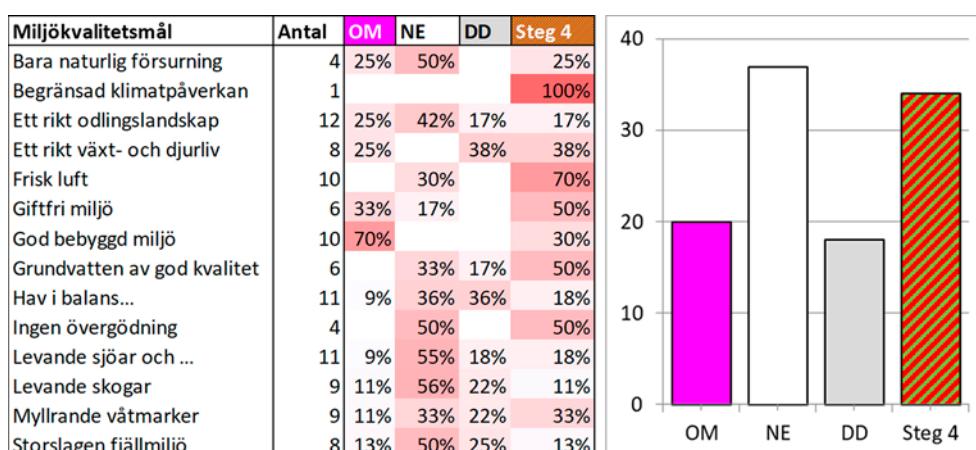 Miljökvalitetsmål Antal OM NE DD Steg 4
Bara naturlig försurning 4 25% 50% 25%
Begränsad klimatpåverkan 1 100%
Ett rikt odlingslandskap 12 25% 42% 17% 17%
Ett rikt växt- och djurliv 8 25% 38% 38%
Frisk luft 10 30% 70%
Giftfri miljö 6 33% 17% 50%
God bebyggd miljö 10 70% 30%
Grundvatten av god kvalitet 6 33% 17% 50%
Hav i balans... 11 9% 36% 36% 18%
Ingen övergödning 4 50% 50%
Levande sjöar och ... 11 9% 55% 18% 18%
Levande skogar 9 11% 56% 22% 11%
Myllrande våtmarker 9 11% 33% 22% 33%
Storslagen fjällmiljö 8 13% 50% 25% 13%
40
30
20
10
0
OM NE DD Steg 4